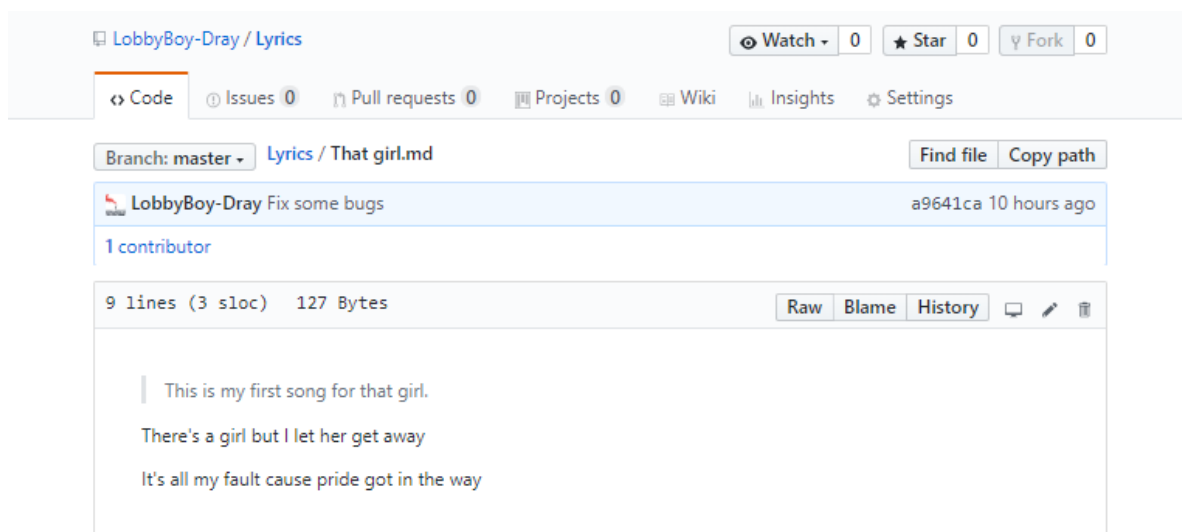 LobbyBoy-Dray / Lyrics Watch 0 Star 0 Fork 0
Code Issues 0 Pull requests 0 Projects 0 Wiki Insights Settings
Branch: master Lyrics / That girl.md Find file Copy path
LobbyBoy-Dray Fix some bugs a9641ca 10 hours ago
1 contributor
9 lines (3 sloc) 127 Bytes Raw Blame History
This is my first song for that girl.
There's a girl but I let her get away
It's all my fault cause pride got in the way